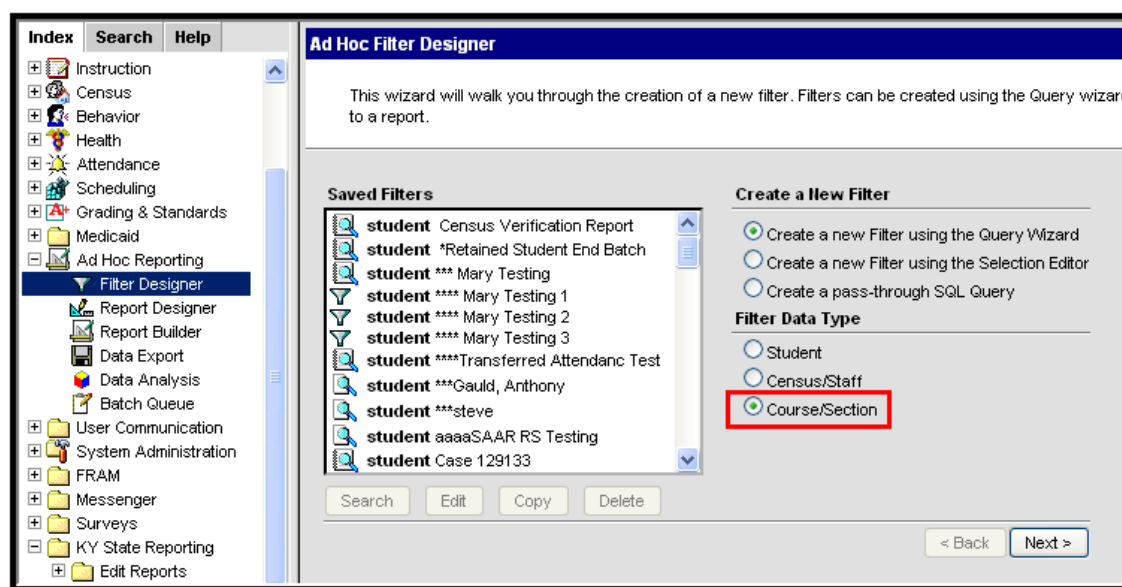 Index Search Help
Instruction
Census
Behavior
Health
Attendance
Scheduling
Grading & Standards
Medicaid
Ad Hoc Reporting
Filter Designer
Report Designer
Report Builder
Data Export
Data Analysis
Batch Queue
User Communication
System Administration
FRAM
Messenger
Surveys
KY State Reporting
Edit Reports
Ad Hoc Filter Designer
This wizard will walk you through the creation of a new filter. Filters can be created using the Query wizar
to a report.
Saved Filters
student Census Verification Report
student *Retained Student End Batch
student *** Mary Testing
student **** Mary Testing 1
student **** Mary Testing 2
student **** Mary Testing 3
student ****Transferred Attendanc Test
student ***Gauld, Anthony
student ***steve
student aaaaSAAR RS Testing
student Case 129133
Search Edit Copy Delete
Create a New Filter
Create a new Filter using the Query Wizard
Create a new Filter using the Selection Editor
Create a pass-through SQL Query
Filter Data Type
Student
Census/Staff
Course/Section
< Back Next >